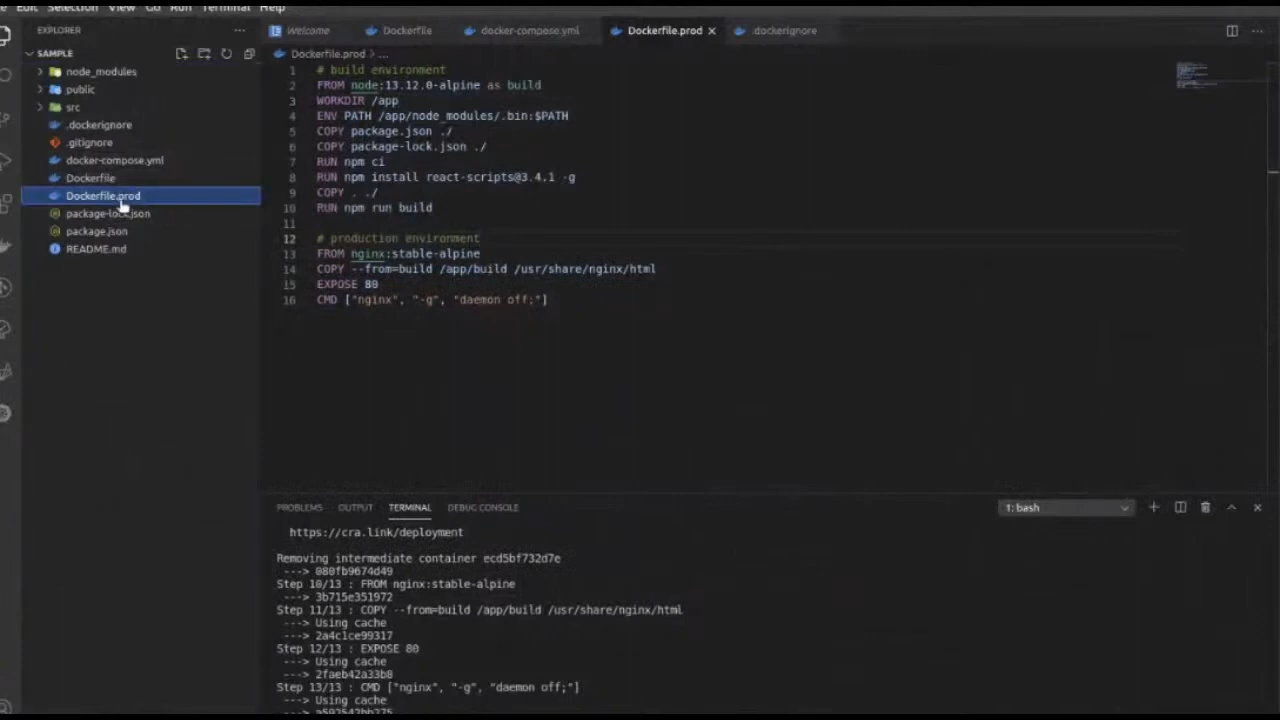 Edit Selection View Go Run Terminal Help
EXPLORER
Welcome
Dockerfile
docker-compose.yml
Dockerfile.prod
.dockerignore
SAMPLE
node_modules
public
src
.dockerignore
.gitignore
docker-compose.yml
Dockerfile
Dockerfile.prod
package-lock.json
package.json
README.md
Dockerfile.prod > ...
1 # build environment
2 FROM node:13.12.0-alpine as build
3 WORKDIR /app
4 ENV PATH /app/node_modules/.bin:$PATH
5 COPY package.json ./
6 COPY package-lock.json ./
7 RUN npm ci
8 RUN npm install react-scripts@3.4.1 -g
9 COPY . ./
10 RUN npm run build
11
12 # production environment
13 FROM nginx:stable-alpine
14 COPY --from=build /app/build /usr/share/nginx/html
15 EXPOSE 80
16 CMD ["nginx", "-g", "daemon off;"]
PROBLEMS OUTPUT TERMINAL DEBUG CONSOLE
1: bash
https://cra.link/deployment
Removing intermediate container ecd5bf732d7e
---> 080fb9674d49
Step 10/13 : FROM nginx:stable-alpine
---> 3b715e351972
Step 11/13 : COPY --from=build /app/build /usr/share/nginx/html
---> Using cache
---> 2a4c1ce99317
Step 12/13 : EXPOSE 80
---> Using cache
---> 2faeb42a33b8
Step 13/13 : CMD ["nginx", "-g", "daemon off;"]
---> Using cache